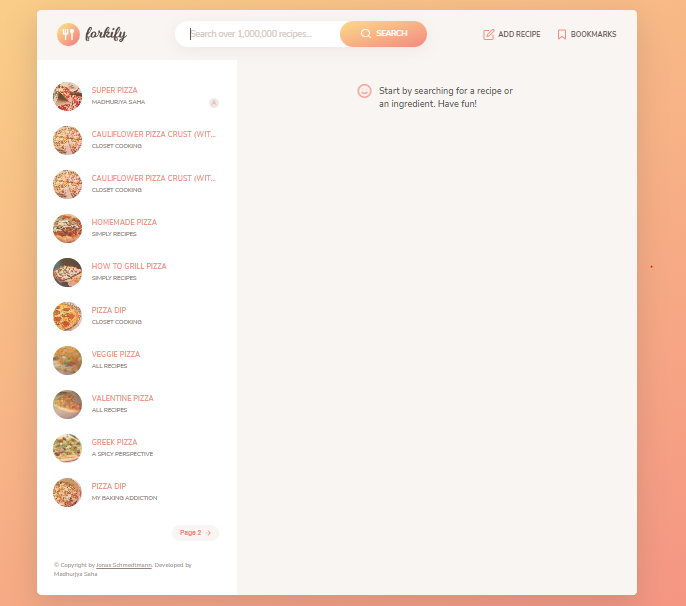 forkify
Search over 1,000,000 recipes...
SEARCH
ADD RECIPE
BOOKMARKS
SUPER PIZZA
MADHURJYA SAHA
CAULIFLOWER PIZZA CRUST (WIT...
CLOSET COOKING
CAULIFLOWER PIZZA CRUST (WIT...
CLOSET COOKING
HOMEMADE PIZZA
SIMPLY RECIPES
HOW TO GRILL PIZZA
SIMPLY RECIPES
PIZZA DIP
CLOSET COOKING
VEGGIE PIZZA
ALL RECIPES
VALENTINE PIZZA
ALL RECIPES
GREEK PIZZA
A SPICY PERSPECTIVE
PIZZA DIP
MY BAKING ADDICTION
Page 2
© Copyright by Jonas Schmedtmann. Developed by
Madhurjya Saha
Start by searching for a recipe or
an ingredient. Have fun!